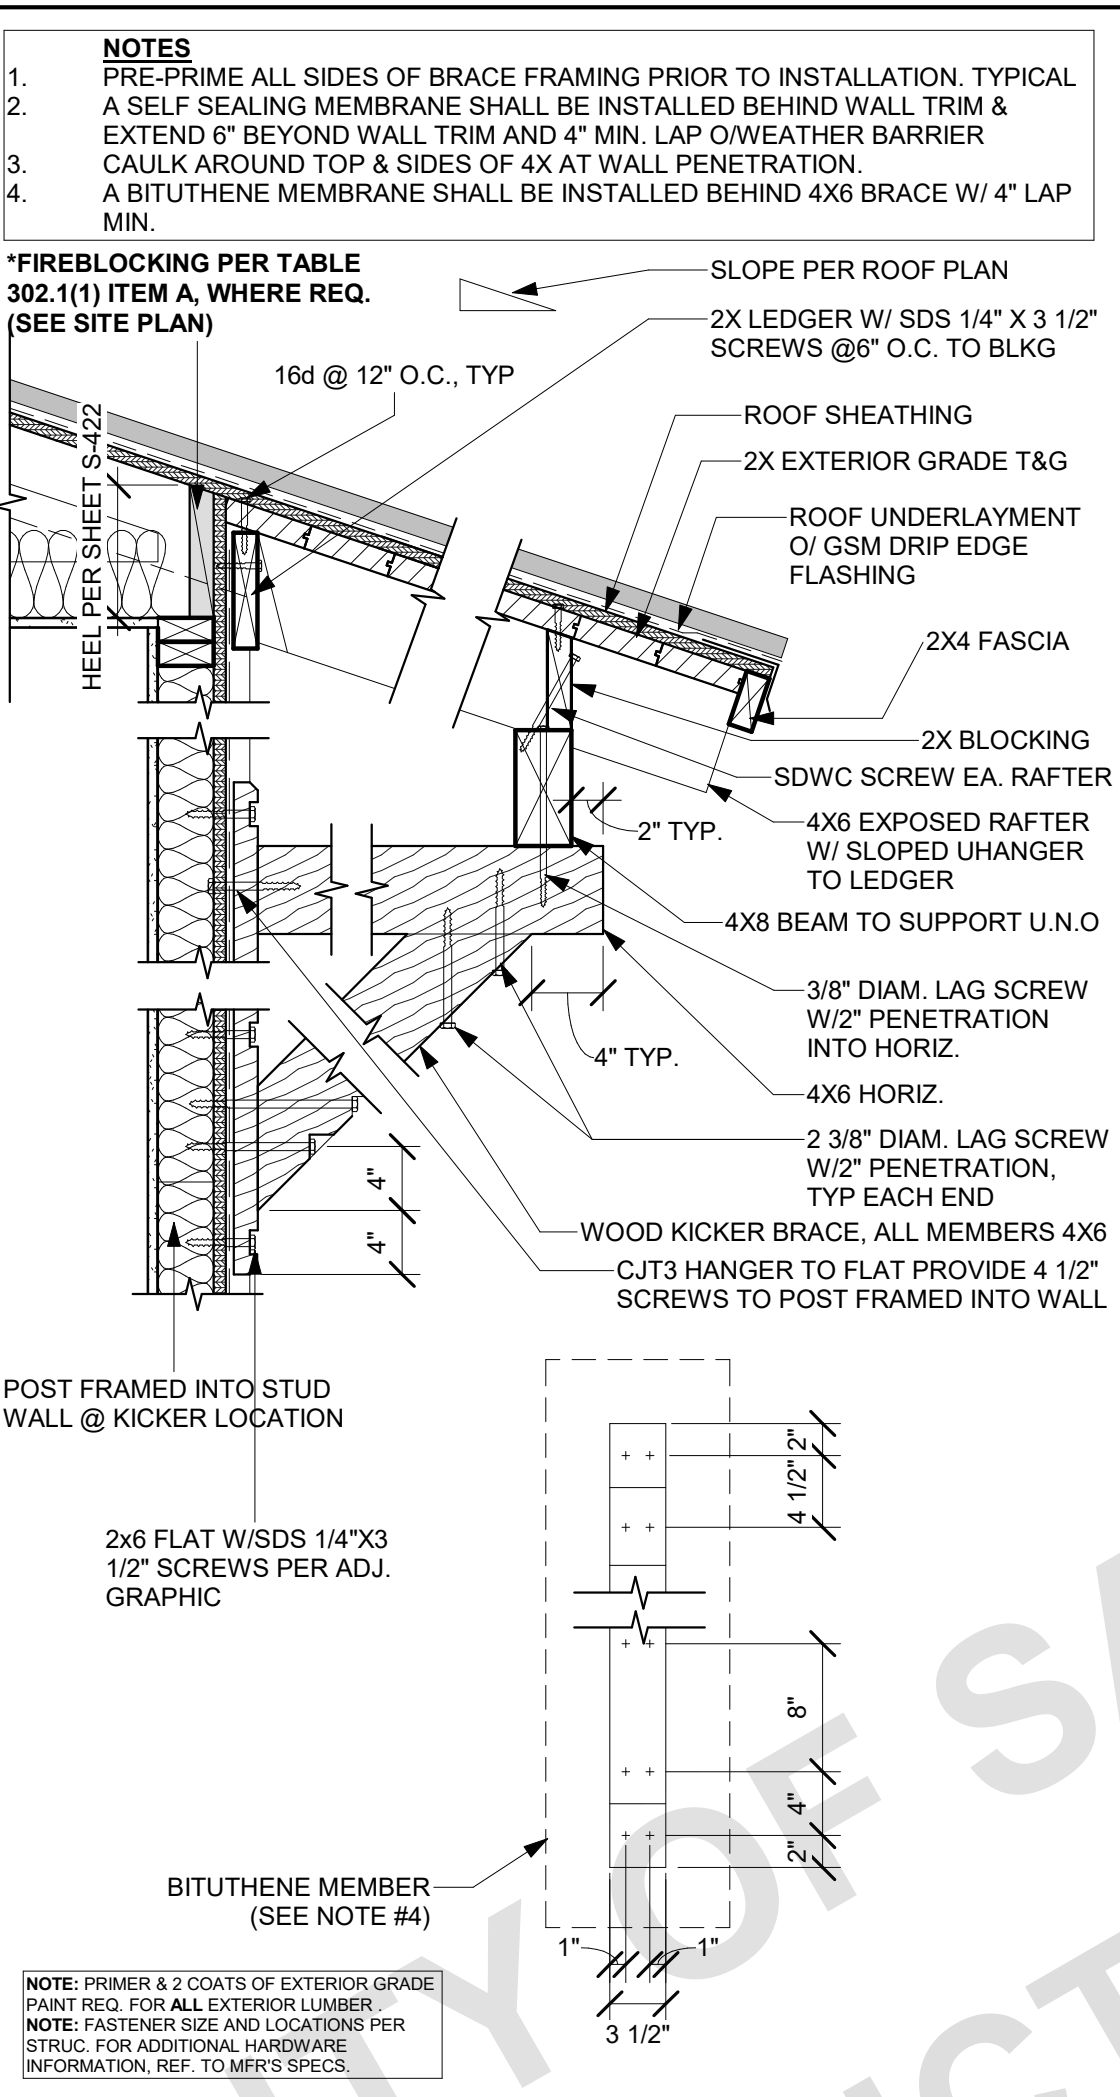 NOTES
1. PRE-PRIME ALL SIDES OF BRACE FRAMING PRIOR TO INSTALLATION. TYPICAL
2. A SELF SEALING MEMBRANE SHALL BE INSTALLED BEHIND WALL TRIM &
EXTEND 6" BEYOND WALL TRIM AND 4" MIN. LAP O/WEATHER BARRIER
3. CAULK AROUND TOP & SIDES OF 4X AT WALL PENETRATION.
4. A BITUTHENE MEMBRANE SHALL BE INSTALLED BEHIND 4X6 BRACE W/ 4" LAP
MIN.
*FIREBLOCKING PER TABLE
302.1(1) ITEM A, WHERE REQ.
(SEE SITE PLAN)
SLOPE PER ROOF PLAN
2X LEDGER W/ SDS 1/4" X 3 1/2"
SCREWS @6" O.C. TO BLKG
16d @ 12" O.C., TYP
HEEL PER SHEET S-422
ROOF SHEATHING
2X EXTERIOR GRADE T&G
ROOF UNDERLAYMENT
O/ GSM DRIP EDGE
FLASHING
2X4 FASCIA
2X BLOCKING
SDWC SCREW EA. RAFTER
2" TYP.
4X6 EXPOSED RAFTER
W/ SLOPED UHANGER
TO LEDGER
4X8 BEAM TO SUPPORT U.N.O
3/8" DIAM. LAG SCREW
W/2" PENETRATION
INTO HORIZ.
4" TYP.
4X6 HORIZ.
2 3/8" DIAM. LAG SCREW
W/2" PENETRATION,
TYP EACH END
4"
4"
WOOD KICKER BRACE, ALL MEMBERS 4X6
CJT3 HANGER TO FLAT PROVIDE 4 1/2"
SCREWS TO POST FRAMED INTO WALL
POST FRAMED INTO STUD
WALL @ KICKER LOCATION
2x6 FLAT W/SDS 1/4"X3
1/2" SCREWS PER ADJ.
GRAPHIC
2"
4 1/2"
8"
4"
2"
BITUTHENE MEMBER
(SEE NOTE #4)
1"
1"
3 1/2"
NOTE: PRIMER & 2 COATS OF EXTERIOR GRADE
PAINT REQ. FOR ALL EXTERIOR LUMBER .
NOTE: FASTENER SIZE AND LOCATIONS PER
STRUC. FOR ADDITIONAL HARDWARE
INFORMATION, REF. TO MFR'S SPECS.
OF